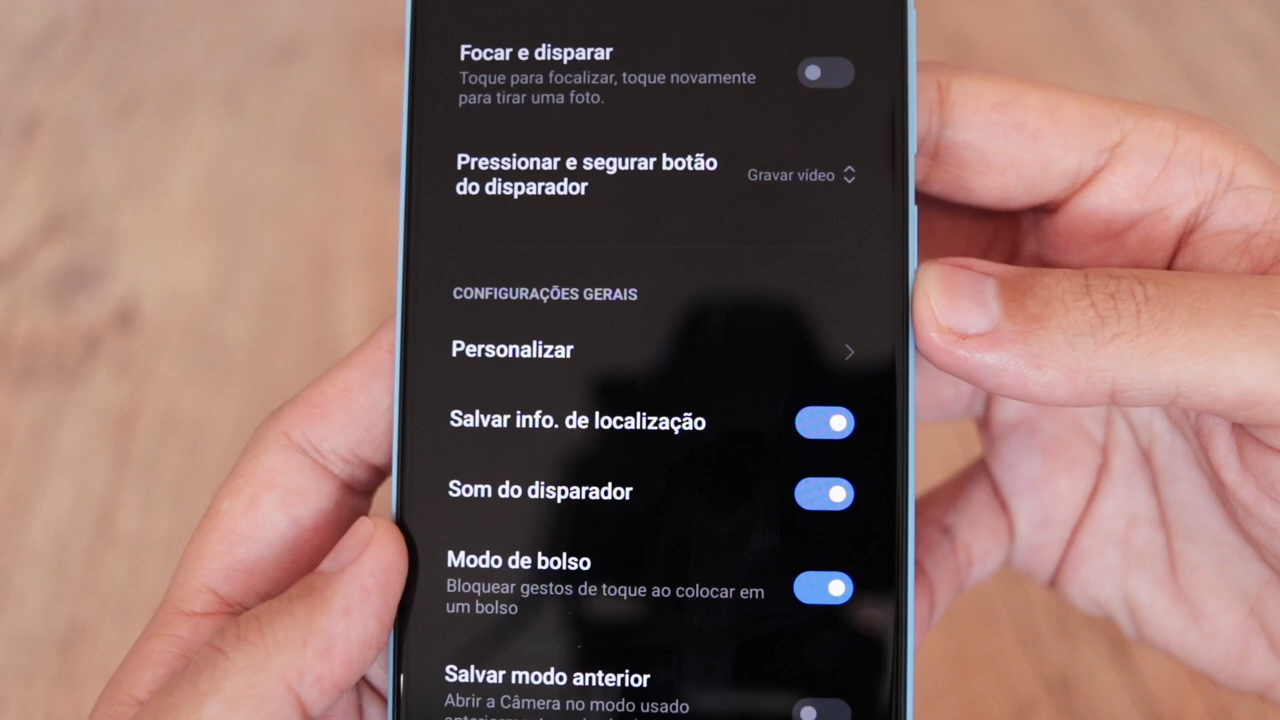 Focar e disparar
Toque para focalizar, toque novamente
para tirar uma foto.
Pressionar e segurar botão
do disparador
Gravar vídeo
CONFIGURAÇÕES GERAIS
Personalizar
Salvar info. de localização
Som do disparador
Modo de bolso
Bloquear gestos de toque ao colocar em
um bolso
Salvar modo anterior
Abrir a Câmera no modo usado